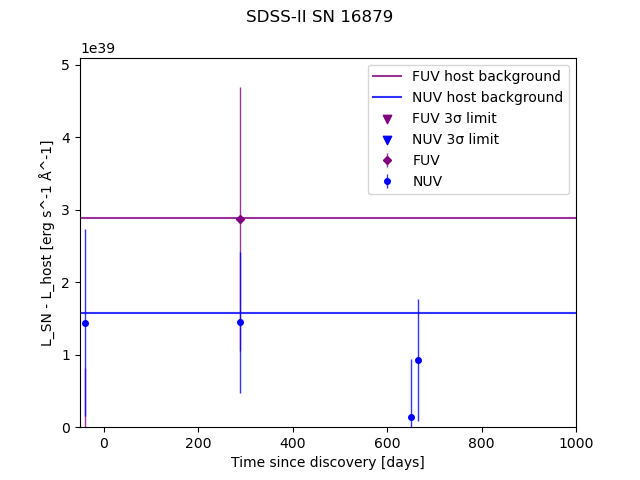 SDSS-II SN 16879
1e39
L_SN - L_host [erg s^-1 Å^-1]
5
4
3
2
1
0
FUV host background
NUV host background
FUV 3σ limit
NUV 3σ limit
FUV
NUV
0
200
400
600
800
1000
Time since discovery [days]